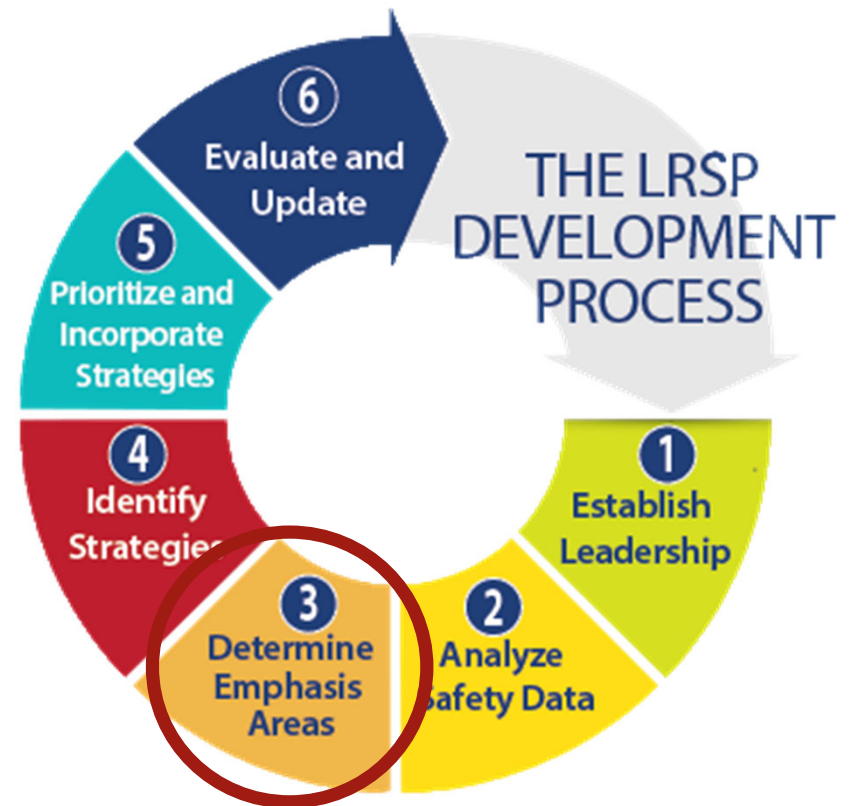 THE LRSP
DEVELOPMENT
PROCESS
1
Establish
Leadership
2
Analyze
Safety Data
3
Determine
Emphasis
Areas
4
Identify
Strategies
5
Prioritize and
Incorporate
Strategies
6
Evaluate and
Update